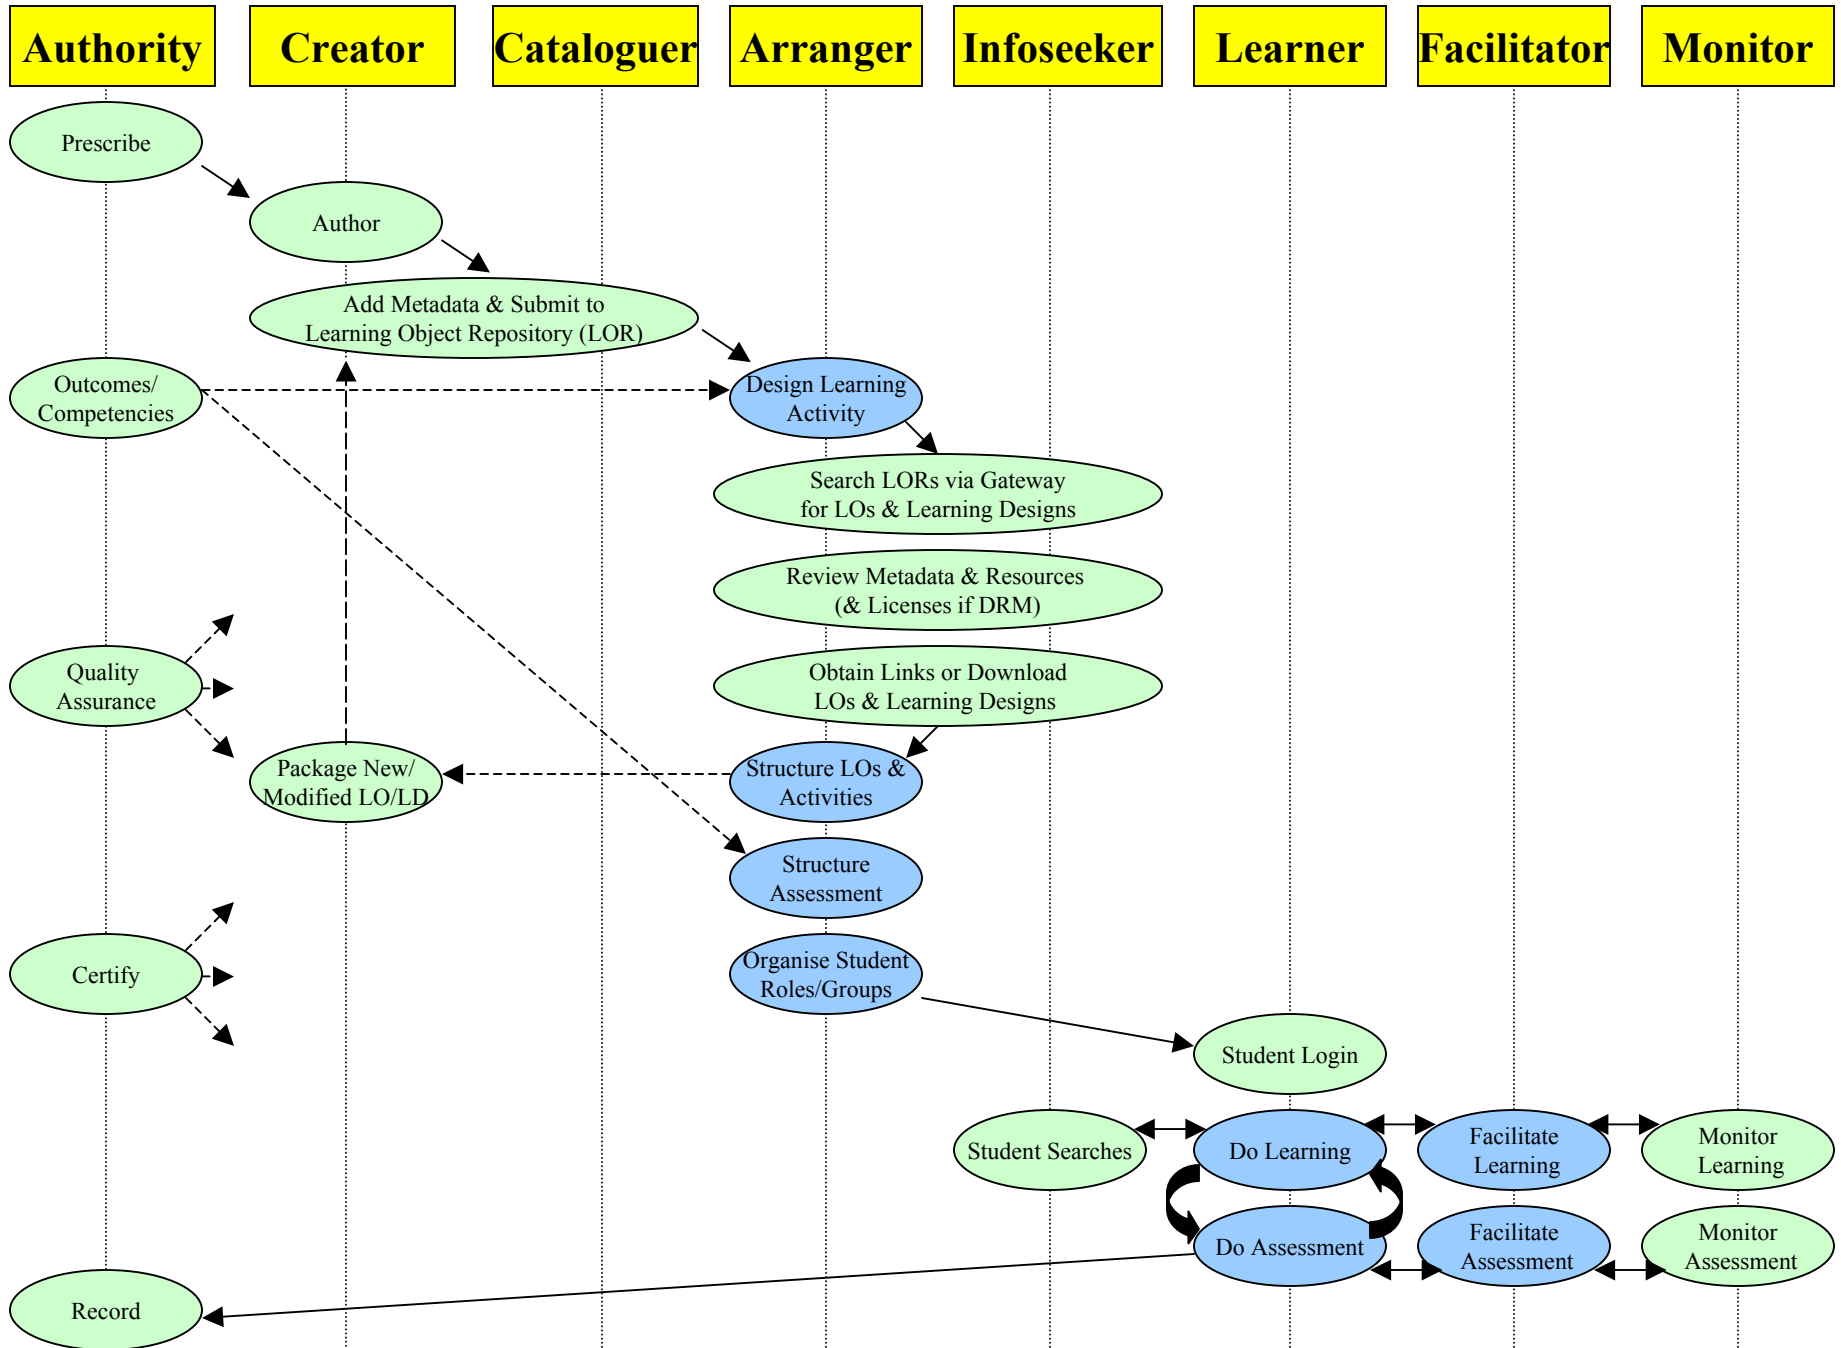 Authority
Creator
Cataloguer
Arranger
Infoseeker
Learner
Facilitator
Monitor
Prescribe
Author
Add Metadata & Submit to
Learning Object Repository (LOR)
Outcomes/
Competencies
Design Learning
Activity
Search LORs via Gateway
for LOs & Learning Designs
Review Metadata & Resources
(& Licenses if DRM)
Quality
Assurance
Obtain Links or Download
LOs & Learning Designs
Package New/
Modified LO/LD
Structure LOs &
Activities
Structure
Assessment
Certify
Organise Student
Roles/Groups
Student Login
Student Searches
Do Learning
Facilitate
Learning
Monitor
Learning
Do Assessment
Facilitate
Assessment
Monitor
Assessment
Record